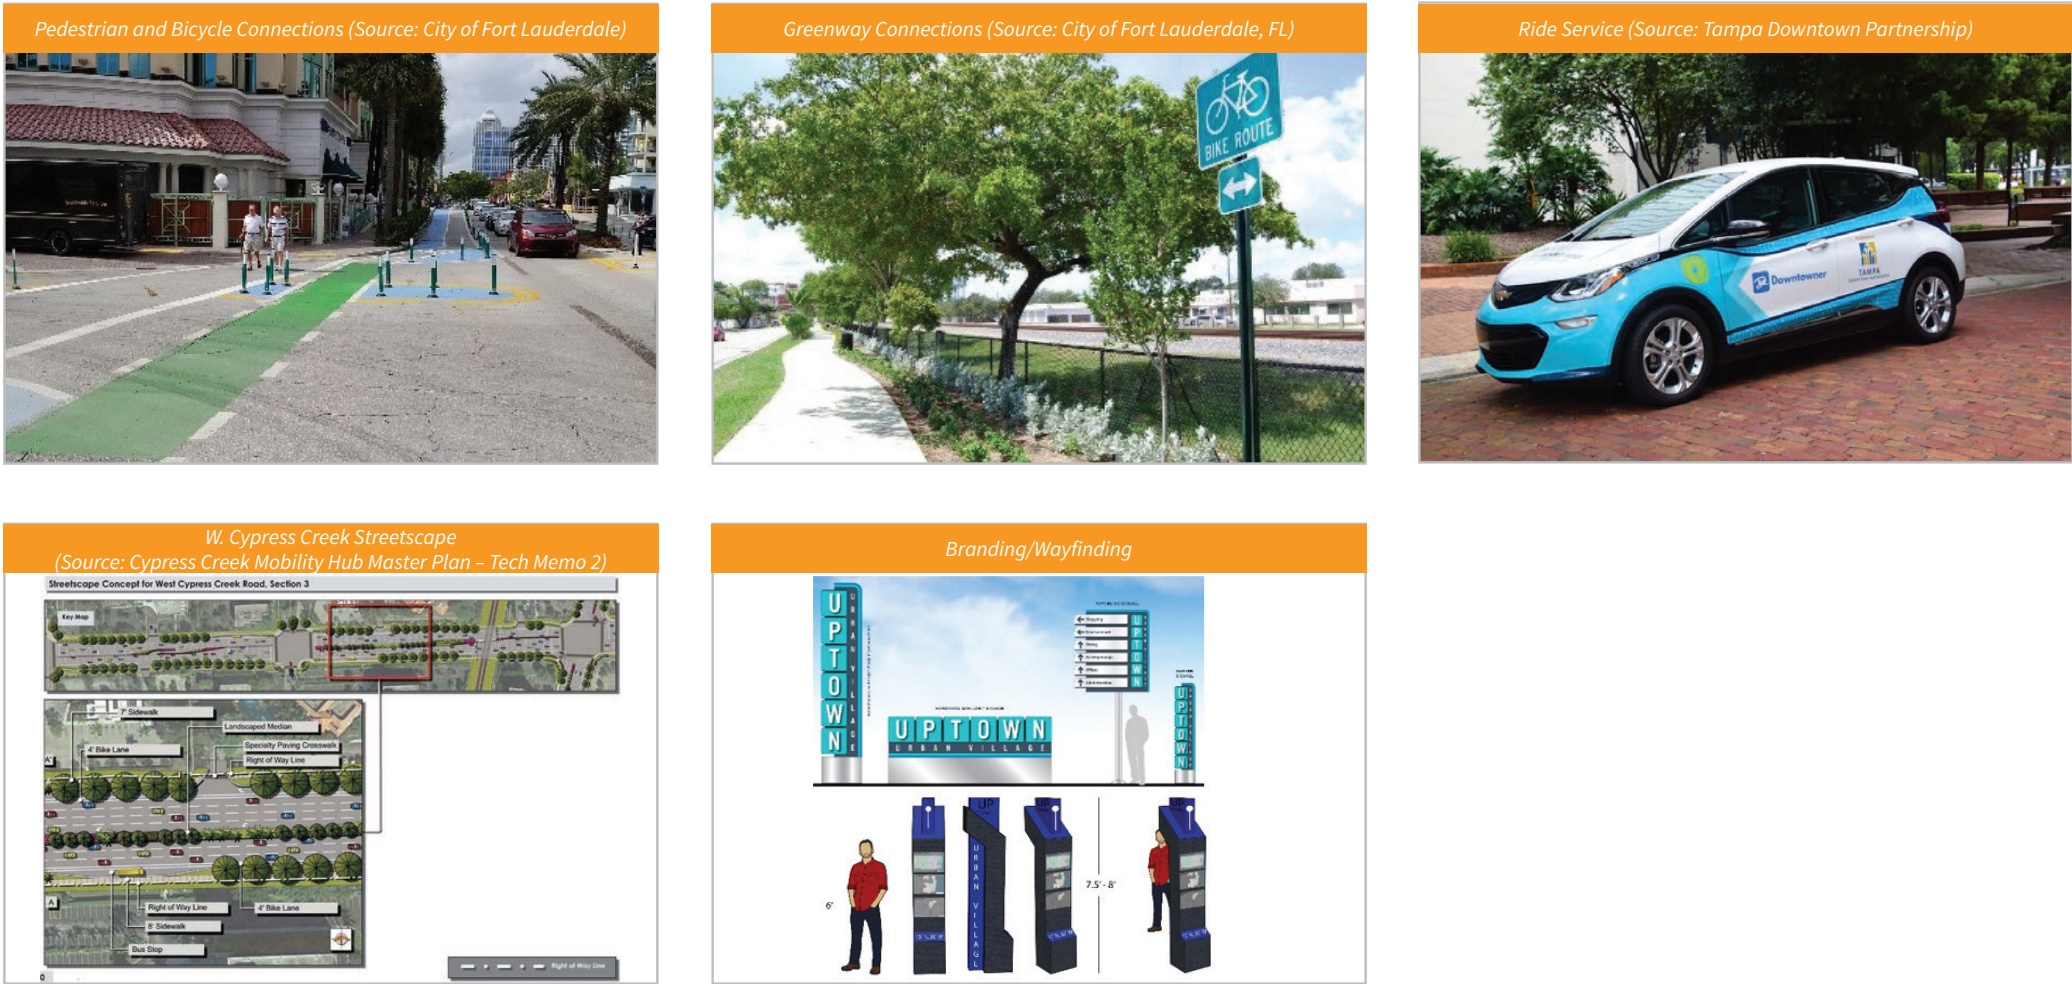 Pedestrian and Bicycle Connections (Source: City of Fort Lauderdale)
Greenway Connections (Source: City of Fort Lauderdale, FL)
BIKE ROUTE
Ride Service (Source: Tampa Downtown Partnership)
Downtowner
TAMPA
W. Cypress Creek Streetscape
(Source: Cypress Creek Mobility Hub Master Plan – Tech Memo 2)
Streetscape Concept for West Cypress Creek Road, Section 3
Key Map
7' Sidewalk
Landscaped Median
4' Bike Lane
Specialty Paving Crosswalk
Right of Way Line
A'
A
Right of Way Line
4' Bike Lane
8' Sidewalk
Bus Stop
0
Right of Way Line
Branding/Wayfinding
UPTOWN
URBAN VILLAGE
UPTOWN
URBAN VILLAGE
Shopping
Dining
Offices
UPTOWN
UPTOWN
UP
URBAN VILLAGE
6'
7.5' - 8'